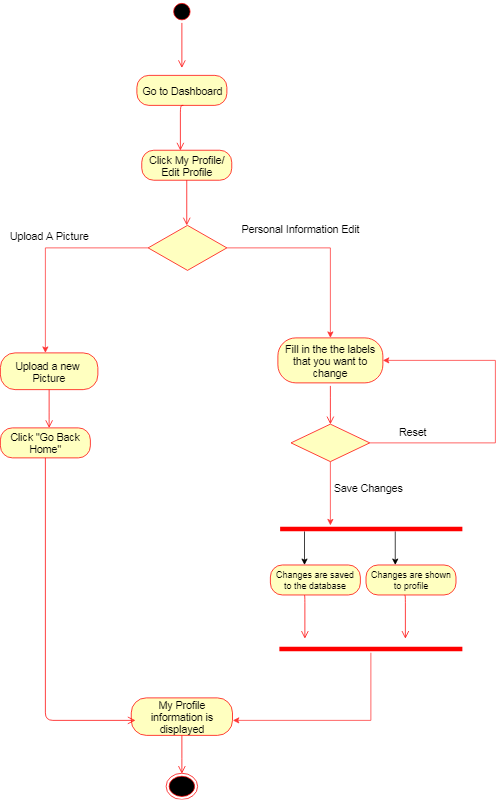 Go to Dashboard
Click My Profile/
Edit Profile
Upload A Picture
Personal Information Edit
Fill in the the labels
that you want to
change
Upload a new
Picture
Click "Go Back
Home"
Reset
Save Changes
Changes are saved
to the database
Changes are shown
to profile
My Profile
information is
displayed